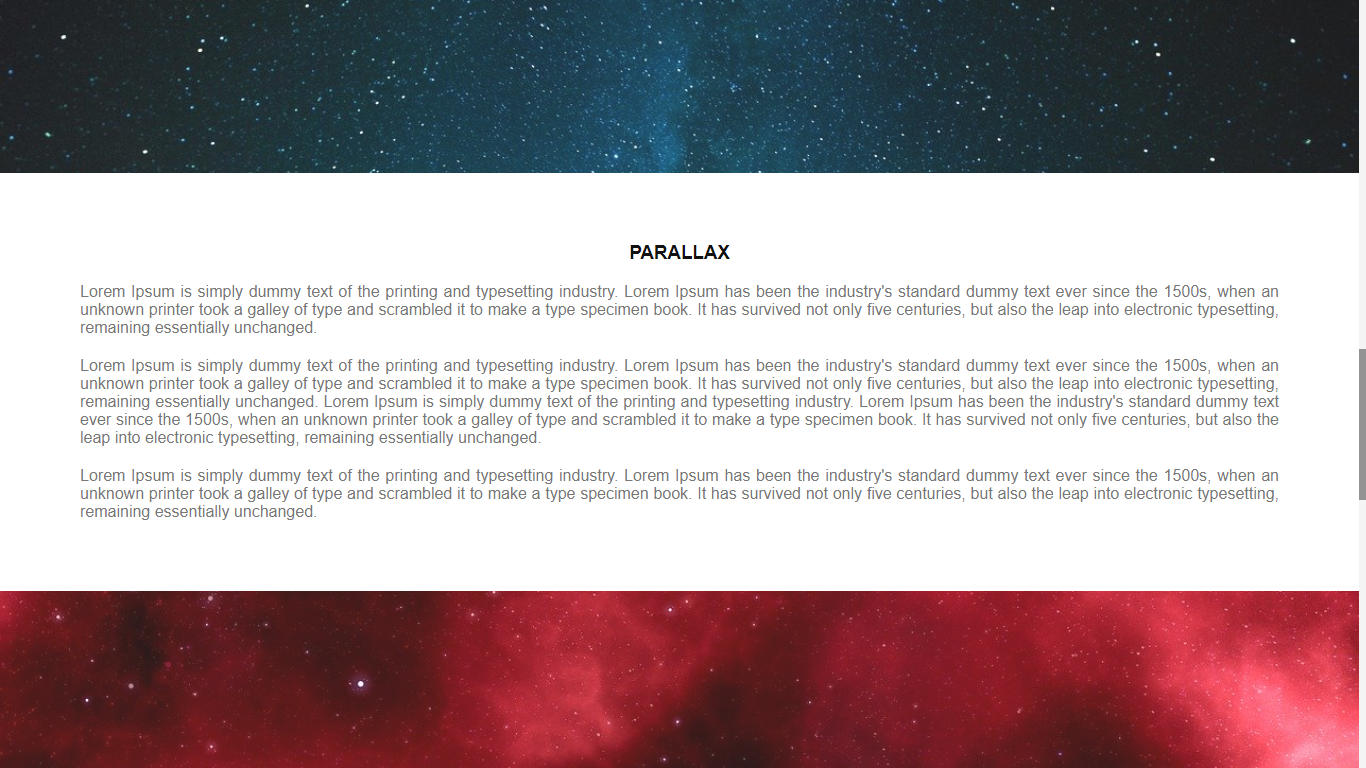 PARALLAX
Lorem Ipsum is simply dummy text of the printing and typesetting industry. Lorem Ipsum has been the industry's standard dummy text ever since the 1500s, when an
unknown printer took a galley of type and scrambled it to make a type specimen book. It has survived not only five centuries, but also the leap into electronic typesetting,
remaining essentially unchanged.
Lorem Ipsum is simply dummy text of the printing and typesetting industry. Lorem Ipsum has been the industry's standard dummy text ever since the 1500s, when an
unknown printer took a galley of type and scrambled it to make a type specimen book. It has survived not only five centuries, but also the leap into electronic typesetting,
remaining essentially unchanged. Lorem Ipsum is simply dummy text of the printing and typesetting industry. Lorem Ipsum has been the industry's standard dummy text
ever since the 1500s, when an unknown printer took a galley of type and scrambled it to make a type specimen book. It has survived not only five centuries, but also the
leap into electronic typesetting, remaining essentially unchanged.
Lorem Ipsum is simply dummy text of the printing and typesetting industry. Lorem Ipsum has been the industry's standard dummy text ever since the 1500s, when an
unknown printer took a galley of type and scrambled it to make a type specimen book. It has survived not only five centuries, but also the leap into electronic typesetting,
remaining essentially unchanged.